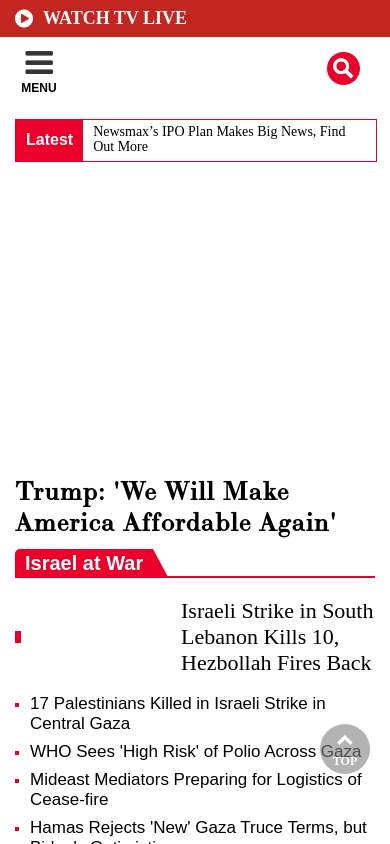 WATCH TV LIVE
MENU
Latest
Newsmax’s IPO Plan Makes Big News, Find
Out More
Trump: 'We Will Make
America Affordable Again'
Israel at War
Israeli Strike in South
Lebanon Kills 10,
Hezbollah Fires Back
17 Palestinians Killed in Israeli Strike in
Central Gaza
WHO Sees 'High Risk' of Polio Across Gaza
TOP
Mideast Mediators Preparing for Logistics of
Cease-fire
Hamas Rejects 'New' Gaza Truce Terms, but